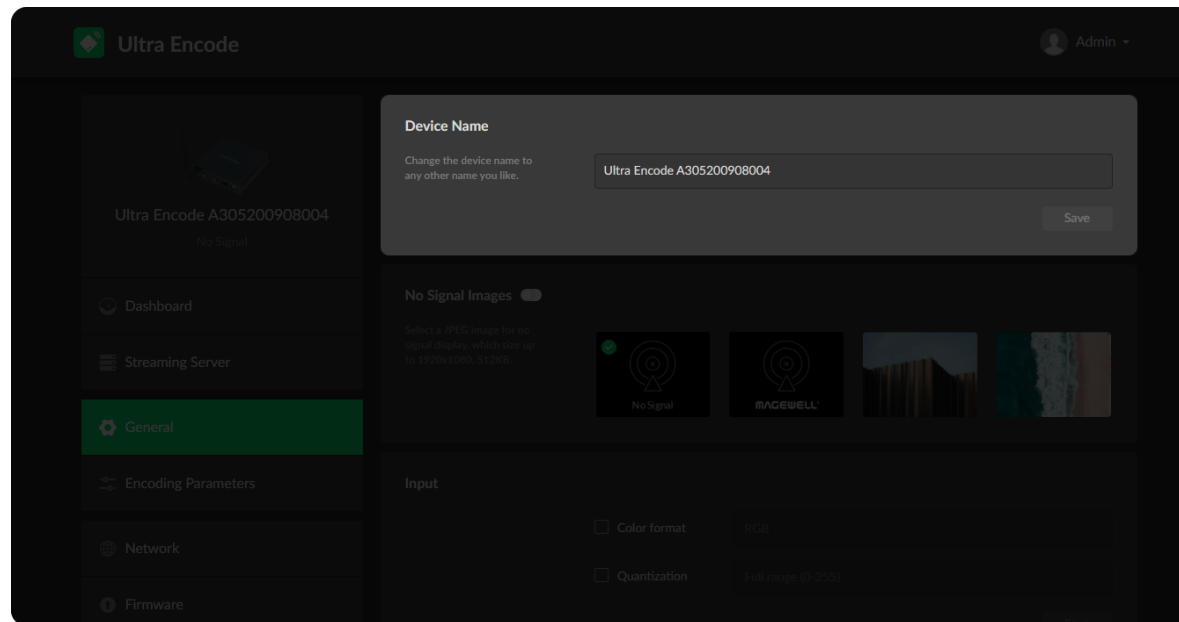 Ultra Encode
Admin
Ultra Encode A305200908004
No Signal
Dashboard
Streaming Server
General
Encoding Parameters
Network
Firmware
Device Name
Change the device name to
any other name you like.
Ultra Encode A305200908004
Save
No Signal Images
Select a JPEG image for no
signal display, which size up
to 1920x1080, 512KB.
No Signal
MAGEWELL
Input
Color format
RGB
Quantization
Full range (0-255)